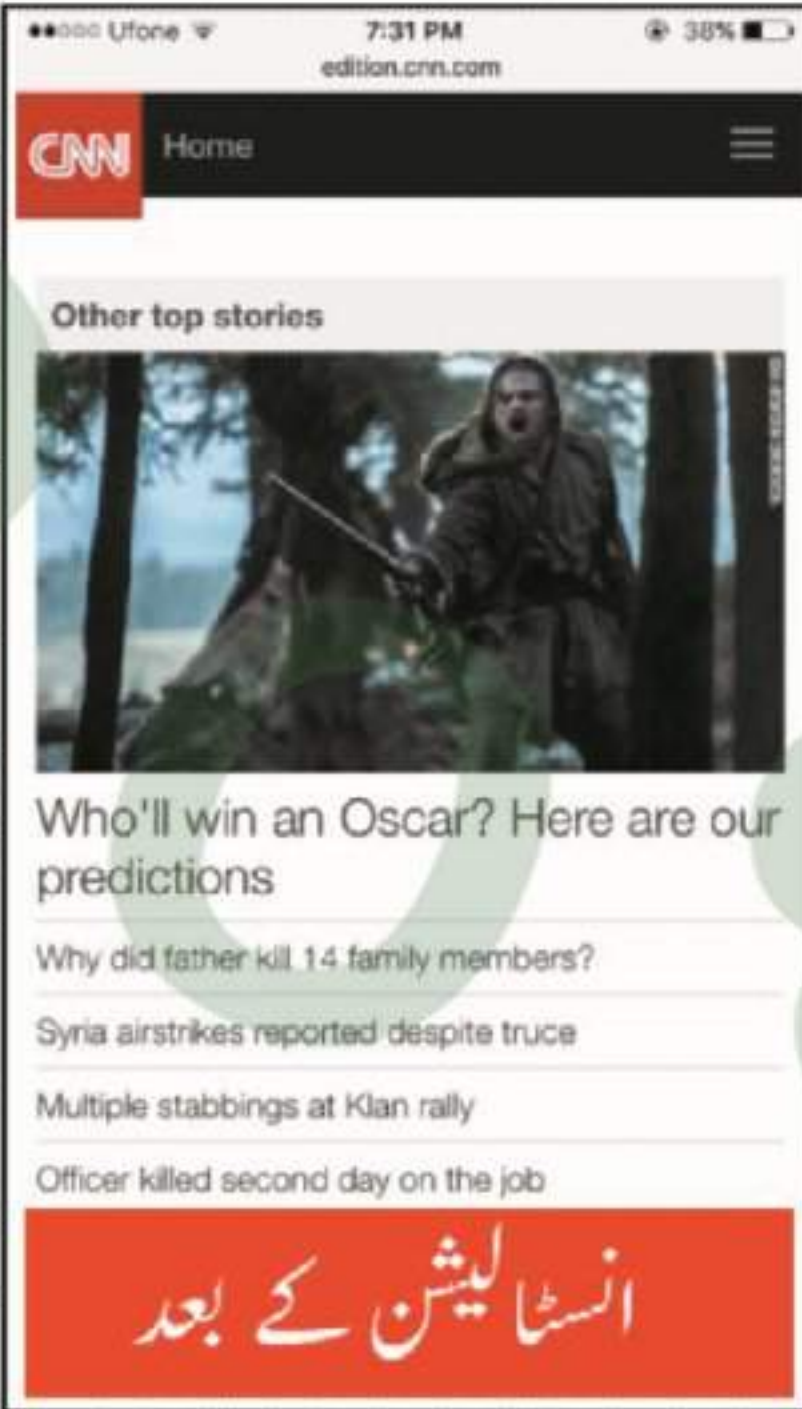 Ufone 7:31 PM 38%
edition.cnn.com
CNN Home
Other top stories
Who'll win an Oscar? Here are our
predictions
Why did father kill 14 family members?
Syria airstrikes reported despite truce
Multiple stabbings at Klan rally
Officer killed second day on the job
انسٹالیشن کے بعد